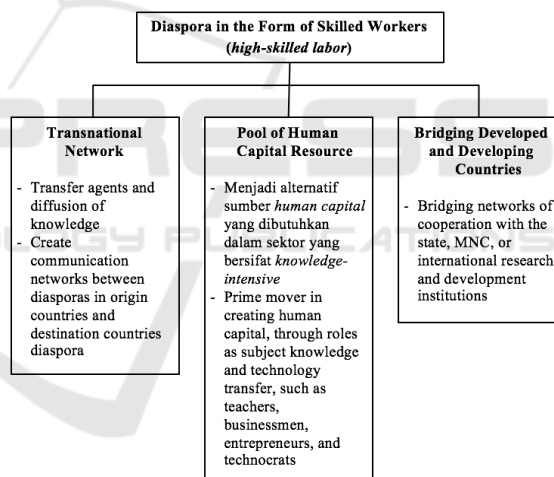 Diaspora in the Form of Skilled Workers
(high-skilled labor)
Transnational
Network
- Transfer agents and
diffusion of
knowledge
- Create
communication
networks between
diasporas in origin
countries and
destination countries
diaspora
Pool of Human
Capital Resource
- Menjadi alternatif
sumber human capital
yang dibutuhkan
dalam sektor yang
bersifat knowledge-
intensive
- Prime mover in
creating human
capital, through roles
as subject knowledge
and technology
transfer, such as
teachers,
businessmen,
entrepreneurs, and
technocrats
Bridging Developed
and Developing
Countries
- Bridging networks of
cooperation with the
state, MNC, or
international research
and development
institutions